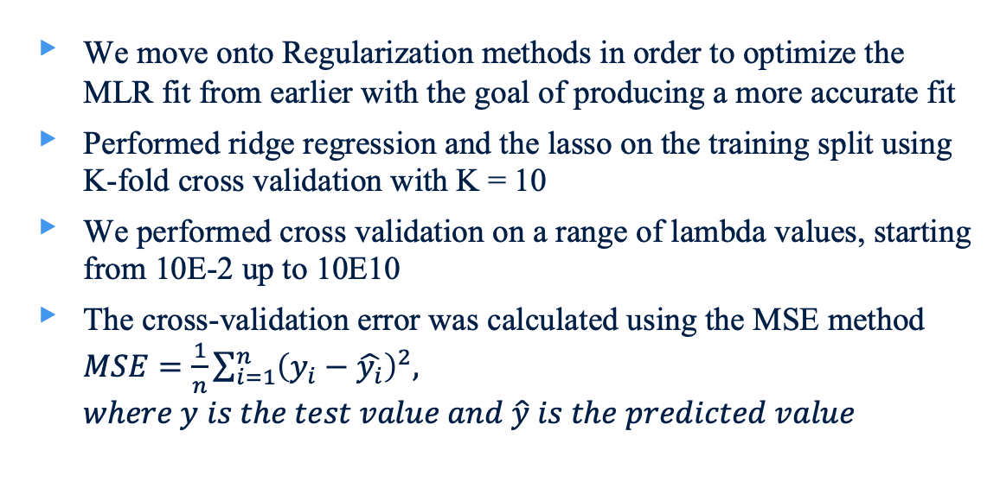 We move onto Regularization methods in order to optimize the
MLR fit from earlier with the goal of producing a more accurate fit
Performed ridge regression and the lasso on the training split using
K-fold cross validation with K = 10
We performed cross validation on a range of lambda values, starting
from 10E-2 up to 10E10
The cross-validation error was calculated using the MSE method
MSE = \frac{1}{n} \sum_{i=1}^{n} (y_i − \hat{y}_i)^2,
where y is the test value and ŷ is the predicted value